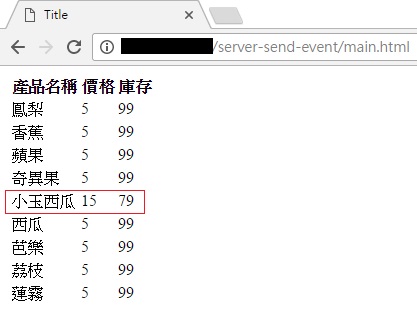 Title
/server-send-event/main.html
產品名稱 價格 庫存
鳳梨 5 99
香蕉 5 99
蘋果 5 99
奇異果 5 99
小玉西瓜 15 79
西瓜 5 99
芭樂 5 99
荔枝 5 99
蓮霧 5 99